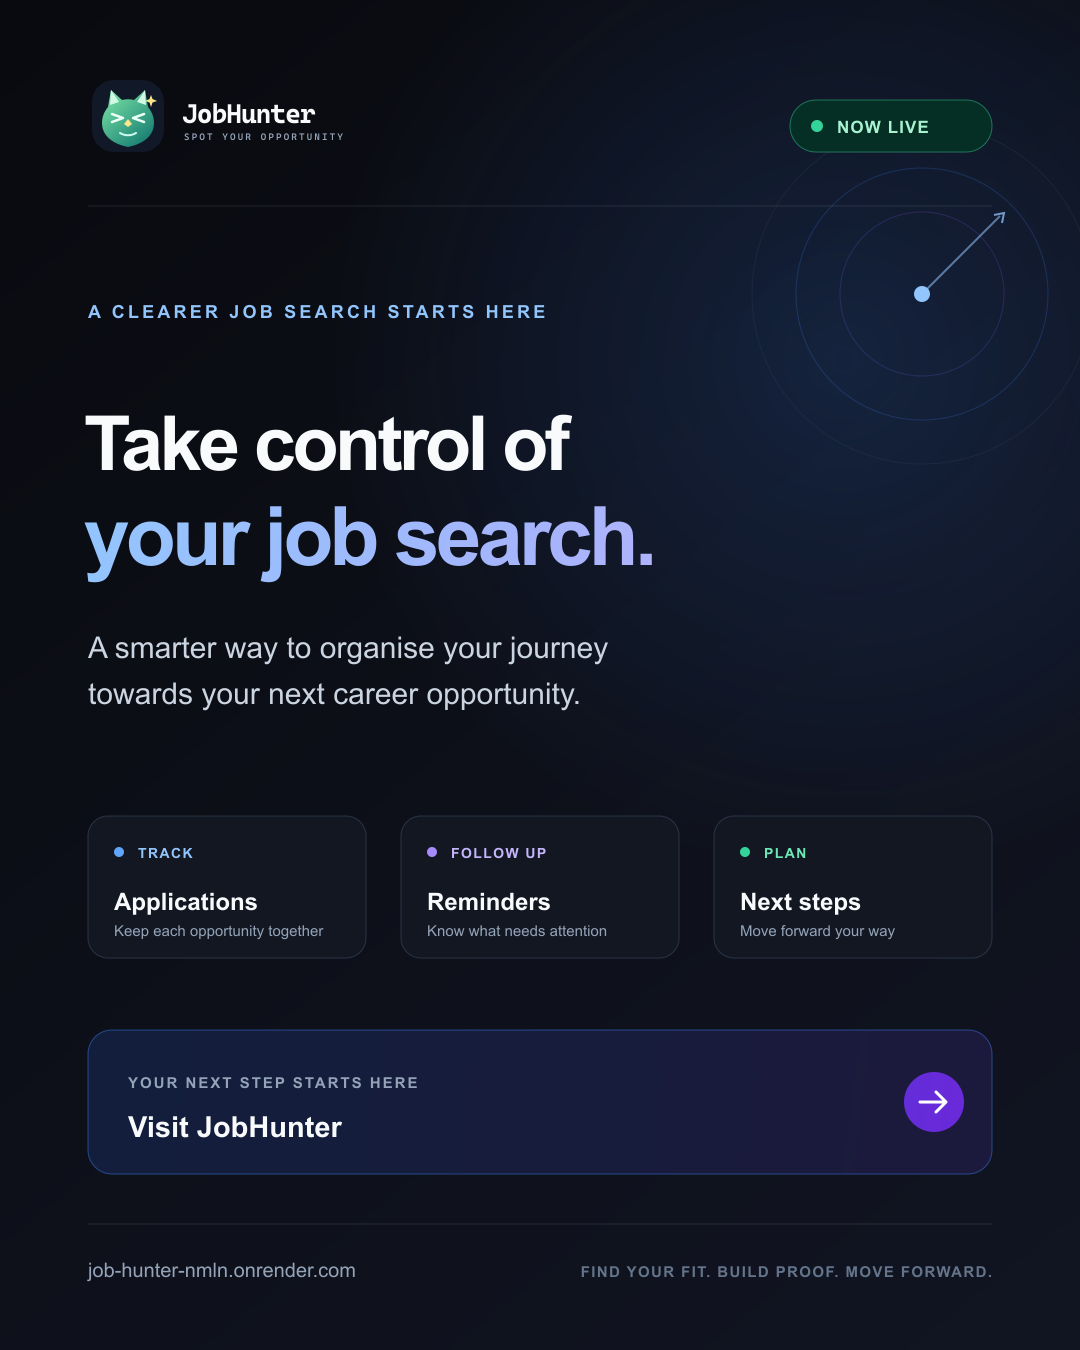 JobHunter
SPOT YOUR OPPORTUNITY
NOW LIVE
A CLEARER JOB SEARCH STARTS HERE
Take control of
your job search.
A smarter way to organise your journey
towards your next career opportunity.
TRACK
Applications
Keep each opportunity together
FOLLOW UP
Reminders
Know what needs attention
PLAN
Next steps
Move forward your way
YOUR NEXT STEP STARTS HERE
Visit JobHunter
job-hunter-nmln.onrender.com
FIND YOUR FIT. BUILD PROOF. MOVE FORWARD.